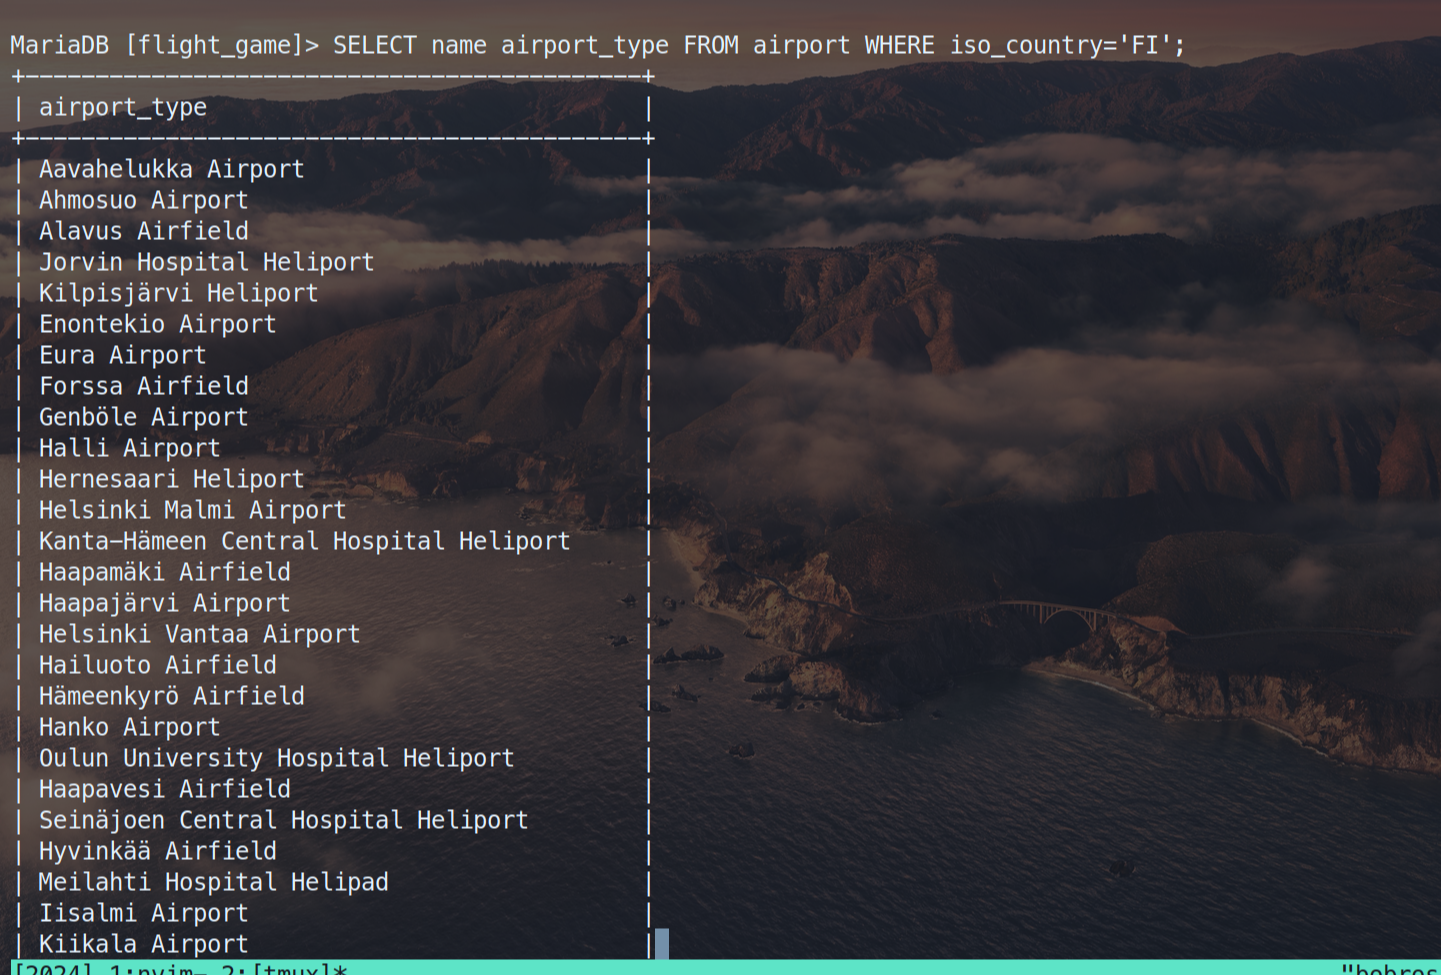 MariaDB [flight_game]> SELECT name airport_type FROM airport WHERE iso_country='FI';
+--------------------------------------------+
| airport_type                               |
+--------------------------------------------+
| Aavahelukka Airport                        |
| Ahmosuo Airport                            |
| Alavus Airfield                            |
| Jorvin Hospital Heliport                   |
| Kilpisjärvi Heliport                       |
| Enontekio Airport                          |
| Eura Airport                               |
| Forssa Airfield                            |
| Genböle Airport                            |
| Halli Airport                              |
| Hernesaari Heliport                        |
| Helsinki Malmi Airport                     |
| Kanta-Hämeen Central Hospital Heliport     |
| Haapamäki Airfield                         |
| Haapajärvi Airport                         |
| Helsinki Vantaa Airport                    |
| Hailuoto Airfield                          |
| Hämeenkyrö Airfield                        |
| Hanko Airport                              |
| Oulun University Hospital Heliport         |
| Haapavesi Airfield                         |
| Seinäjoen Central Hospital Heliport        |
| Hyvinkää Airfield                          |
| Meilahti Hospital Helipad                  |
| Iisalmi Airport                            |
| Kiikala Airport                            |
[2024] 1:nvim- 2:[tmux]*